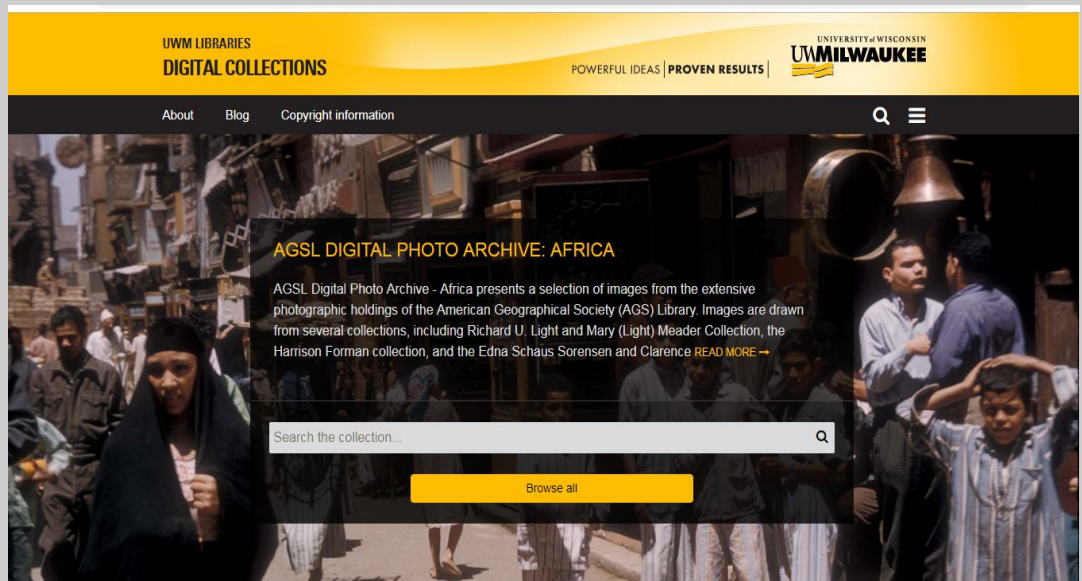 UWM LIBRARIES
DIGITAL COLLECTIONS
POWERFUL IDEAS | PROVEN RESULTS |
UNIVERSITY of WISCONSIN
UWMILWAUKEE
About Blog Copyright information
AGSL DIGITAL PHOTO ARCHIVE: AFRICA
AGSL Digital Photo Archive - Africa presents a selection of images from the extensive
photographic holdings of the American Geographical Society (AGS) Library. Images are drawn
from several collections, including Richard U. Light and Mary (Light) Meader Collection, the
Harrison Forman collection, and the Edna Schaus Sorensen and Clarence READ MORE →
Search the collection...
Browse all